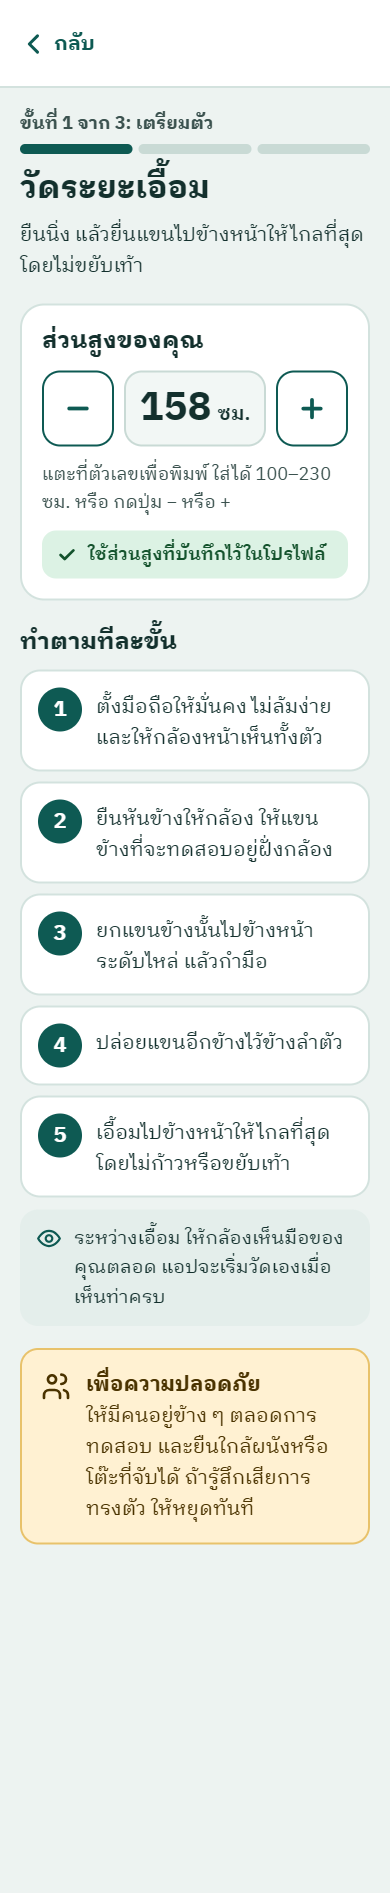 กลับ
ขั้นที่ 1 จาก 3: เตรียมตัว
วัดระยะเอื้อม
ยืนนิ่ง แล้วยื่นแขนไปข้างหน้าให้ไกลที่สุด
โดยไม่ขยับเท้า
ส่วนสูงของคุณ
−
158 ซม.
+
แตะที่ตัวเลขเพื่อพิมพ์ ใส่ได้ 100–230
ซม. หรือ กดปุ่ม − หรือ +
ใช้ส่วนสูงที่บันทึกไว้ในโปรไฟล์
ทำตามทีละขั้น
1 ตั้งมือถือให้มั่นคง ไม่ล้มง่าย
และให้กล้องหน้าเห็นทั้งตัว
2 ยืนหันข้างให้กล้อง ให้แขน
ข้างที่จะทดสอบอยู่ฝั่งกล้อง
3 ยกแขนข้างนั้นไปข้างหน้า
ระดับไหล่ แล้วกำมือ
4 ปล่อยแขนอีกข้างไว้ข้างลำตัว
5 เอื้อมไปข้างหน้าให้ไกลที่สุด
โดยไม่ก้าวหรือขยับเท้า
ระหว่างเอื้อม ให้กล้องเห็นมือของ
คุณตลอด แอปจะเริ่มวัดเองเมื่อ
เห็นท่าครบ
เพื่อความปลอดภัย
ให้มีคนอยู่ข้าง ๆ ตลอดการ
ทดสอบ และยืนใกล้ผนังหรือ
โต๊ะที่จับได้ ถ้ารู้สึกเสียการ
ทรงตัว ให้หยุดทันที